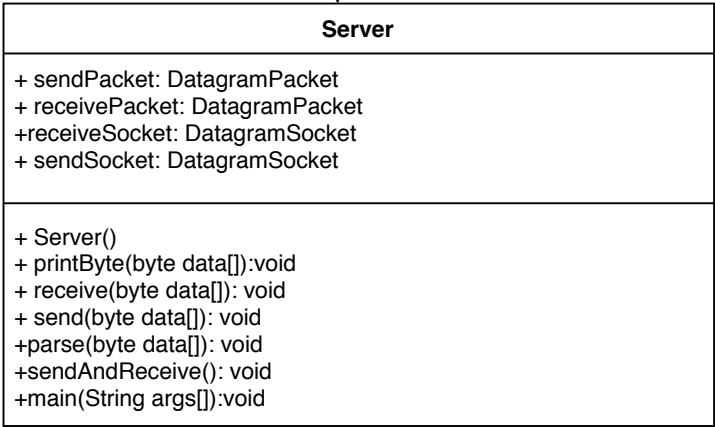 Server
+ sendPacket: DatagramPacket
+ receivePacket: DatagramPacket
+receiveSocket: DatagramSocket
+ sendSocket: DatagramSocket
+ Server()
+ printByte(byte data[]):void
+ receive(byte data[]): void
+ send(byte data[]): void
+parse(byte data[]): void
+sendAndReceive(): void
+main(String args[]):void